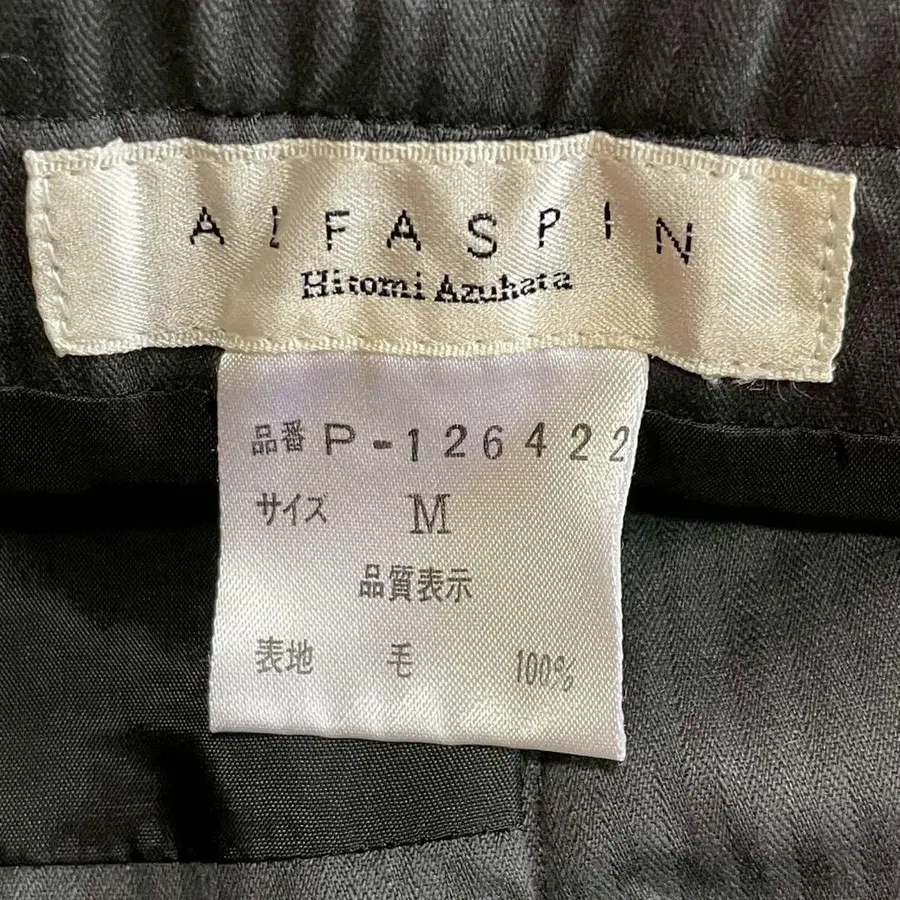 ALFASPIN
Hitomi Azuhata
品番 P-126422
サイズ M
品質表示
表地 毛 100%